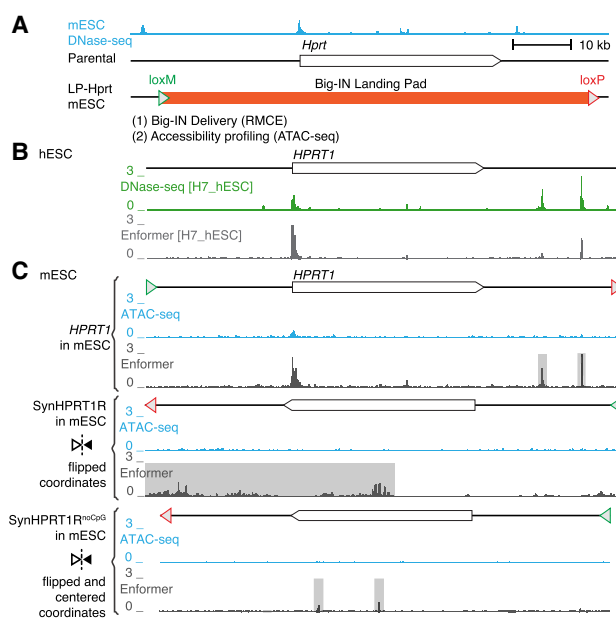 A
mESC
DNase-seq
Hprt
10 kb
Parental
LP-Hprt
mESC
loxM
Big-IN Landing Pad
loxP
(1) Big-IN Delivery (RMCE)
(2) Accessibility profiling (ATAC-seq)
B
hESC
HPRT1
3
DNase-seq [H7_hESC]
0
3
Enformer [H7_hESC]
0
C
mESC
HPRT1
3
ATAC-seq
HPRT1
in mESC
0
3
Enformer
0
SynHPRT1R
in mESC
3
ATAC-seq
0
flipped
coordinates
3
Enformer
0
SynHPRT1RnoCpG
in mESC
3
ATAC-seq
0
flipped and
centered
coordinates
3
Enformer
0